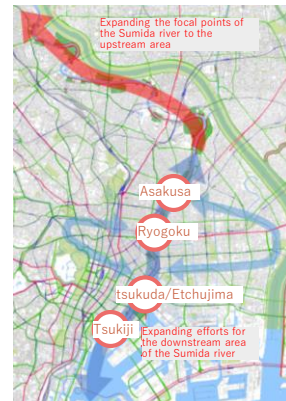 Expanding the focal points of
the Sumida river to the
upstream area
Asakusa
Ryogoku
tsukuda/Etchujima
Tsukiji
Expanding efforts for
the downstream area
of the Sumida river